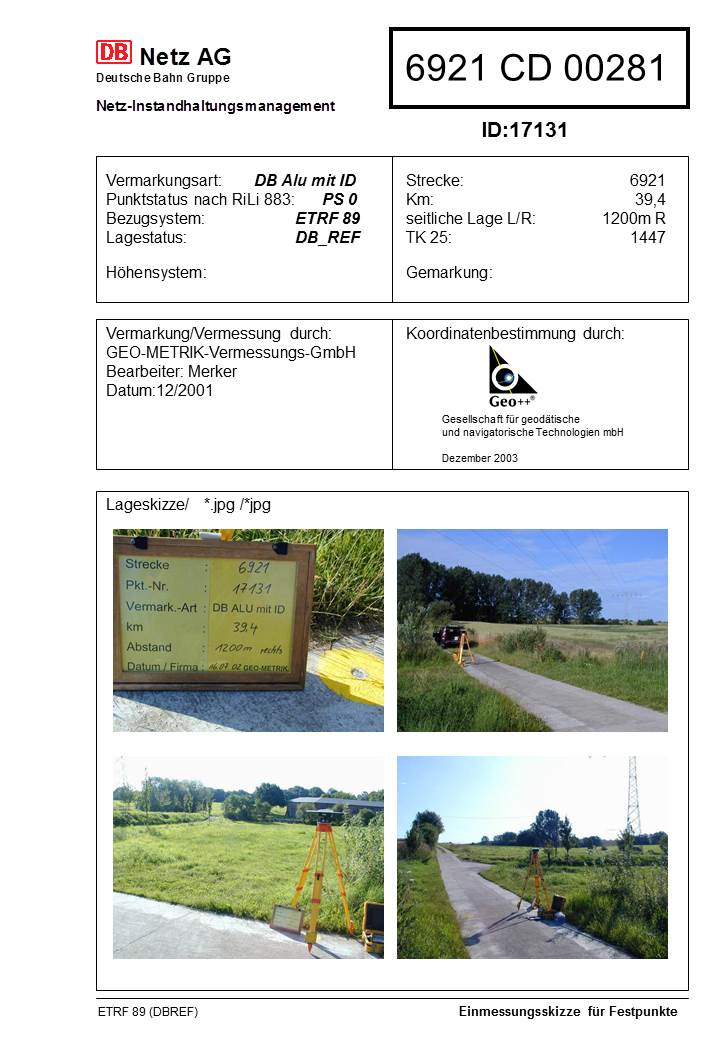 DB Netz AG
Deutsche Bahn Gruppe
Netz-Instandhaltungsmanagement
6921 CD 00281
ID:17131
Vermarkungsart: DB Alu mit ID
Punktstatus nach RiLi 883: PS 0
Bezugsystem: ETRF 89
Lagestatus: DB_REF
Höhensystem:
Strecke: 6921
Km: 39,4
seitliche Lage L/R: 1200m R
TK 25: 1447
Gemarkung:
Vermarkung/Vermessung durch:
GEO-METRIK-Vermessungs-GmbH
Bearbeiter: Merker
Datum:12/2001
Koordinatenbestimmung durch:
Geo++®
Gesellschaft für geodätische
und navigatorische Technologien mbH
Dezember 2003
Lageskizze/ *.jpg /*jpg
Strecke : 6921
Pkt.-Nr. : 17131
Vermark.-Art : DB ALU mit ID
km : 39.4
Abstand : 1200m rechts
Datum / Firma : 16.07.02 GEO-METRIK
ETRF 89 (DBREF)
Einmessungsskizze für Festpunkte